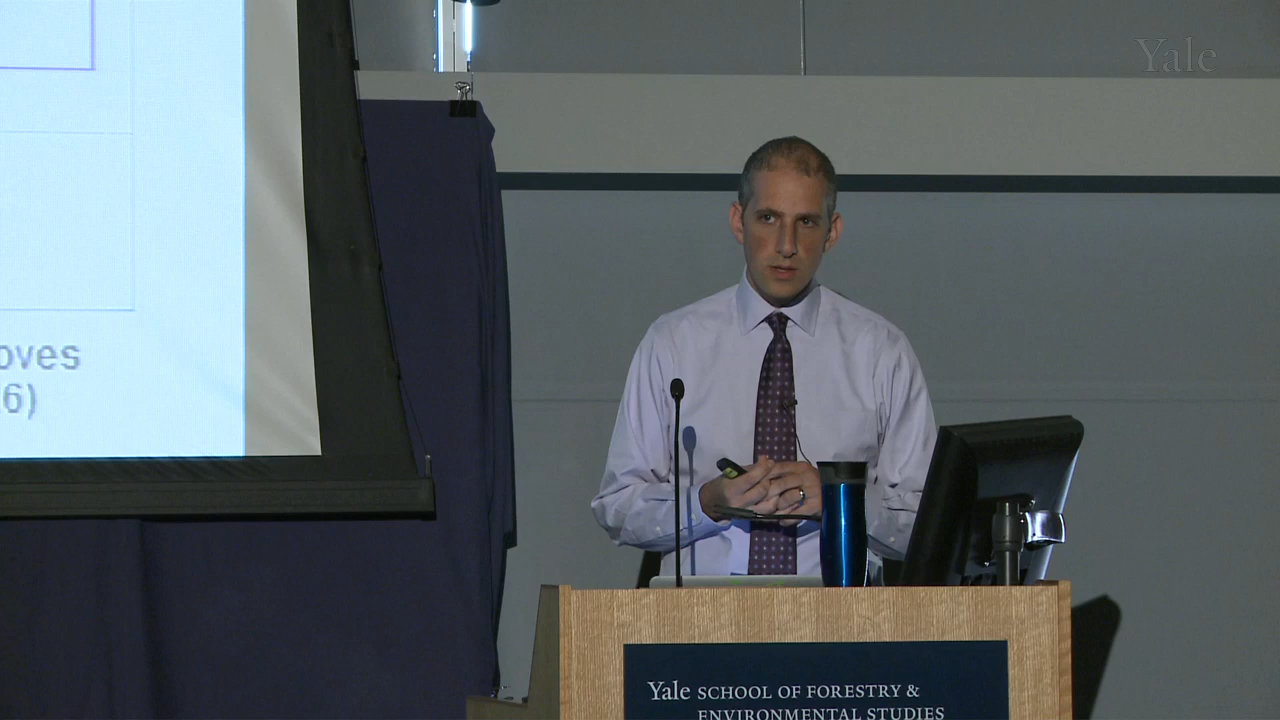 Yale
oves
6)
Yale SCHOOL OF FORESTRY &
ENVIRONMENTAL STUDIES